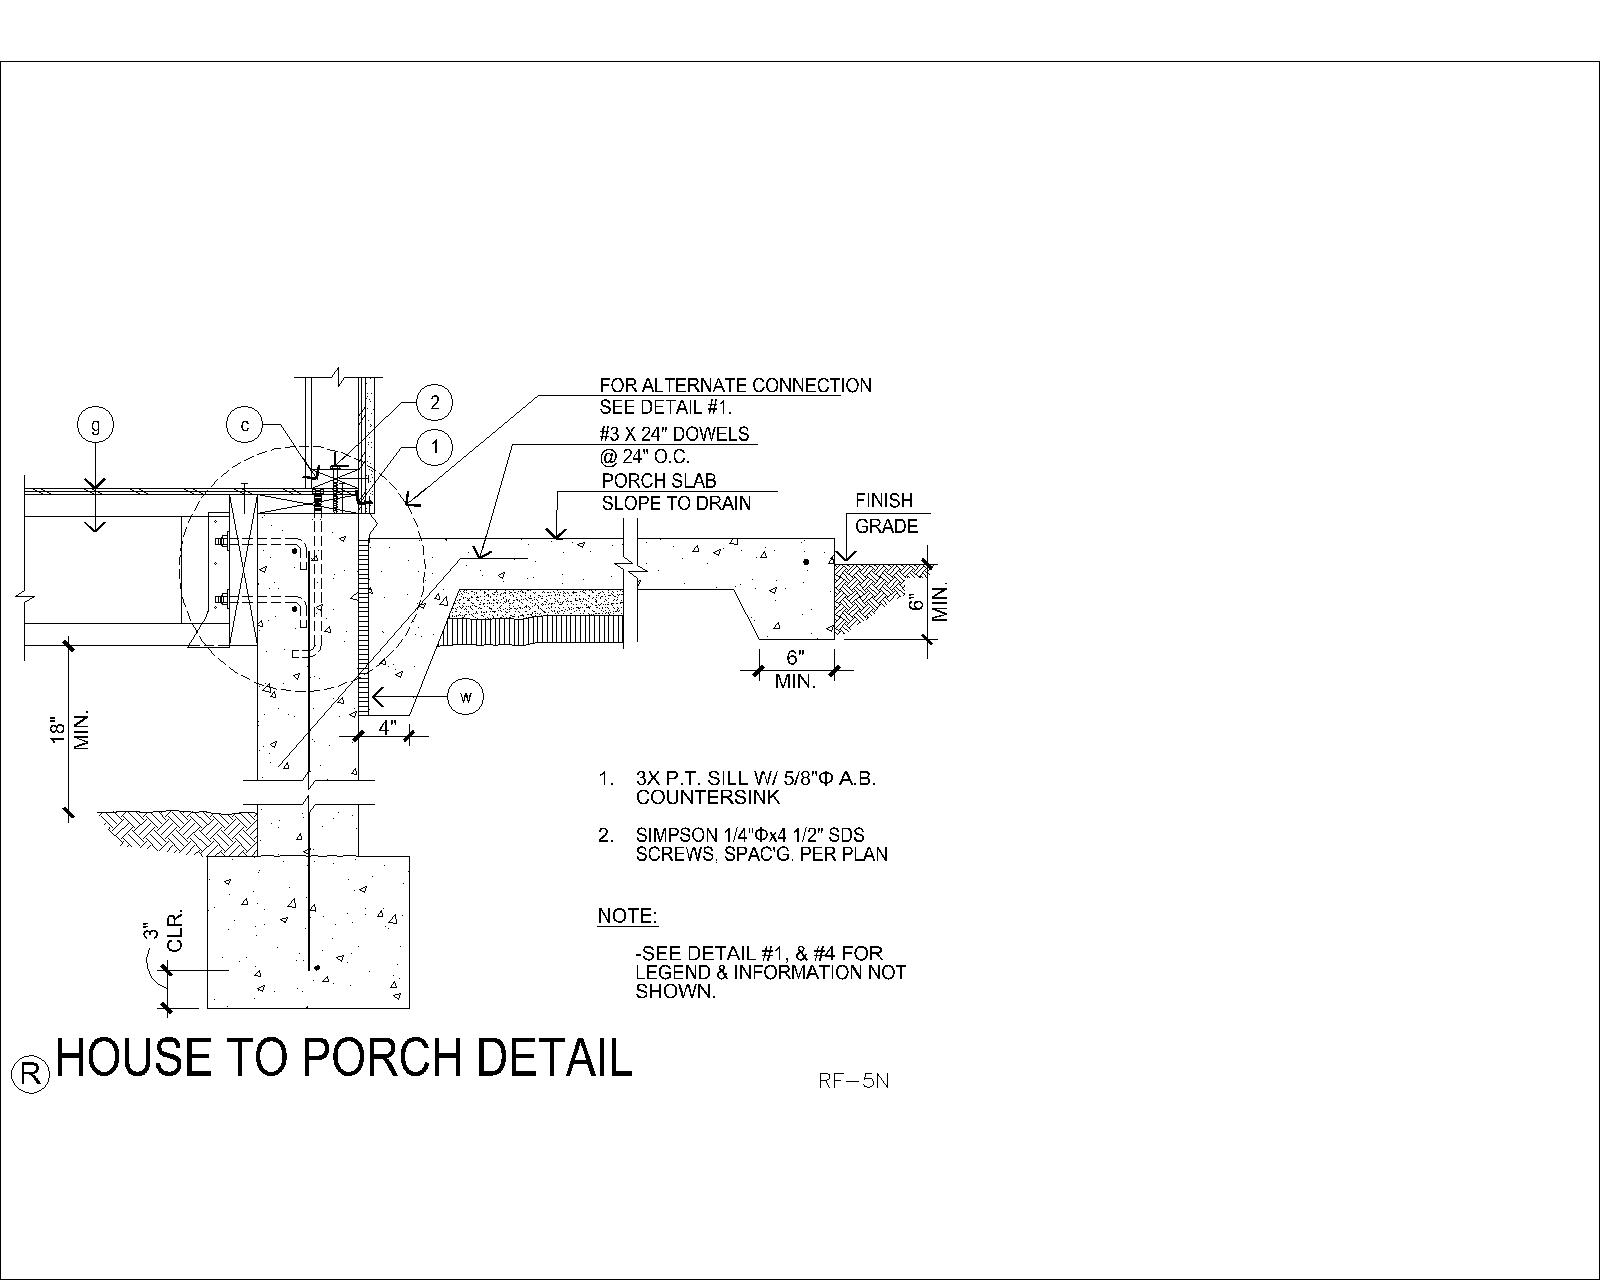 FOR ALTERNATE CONNECTION
SEE DETAIL #1.
#3 X 24" DOWELS
@ 24" O.C.
PORCH SLAB
SLOPE TO DRAIN
FINISH
GRADE
g
c
2
1
w
6"
MIN.
6"
MIN.
4"
18"
MIN.
3"
CLR.
1. 3X P.T. SILL W/ 5/8"Φ A.B.
COUNTERSINK
2. SIMPSON 1/4"Φx4 1/2" SDS
SCREWS, SPAC'G. PER PLAN
NOTE:
-SEE DETAIL #1, & #4 FOR
LEGEND & INFORMATION NOT
SHOWN.
R HOUSE TO PORCH DETAIL
RF-5N